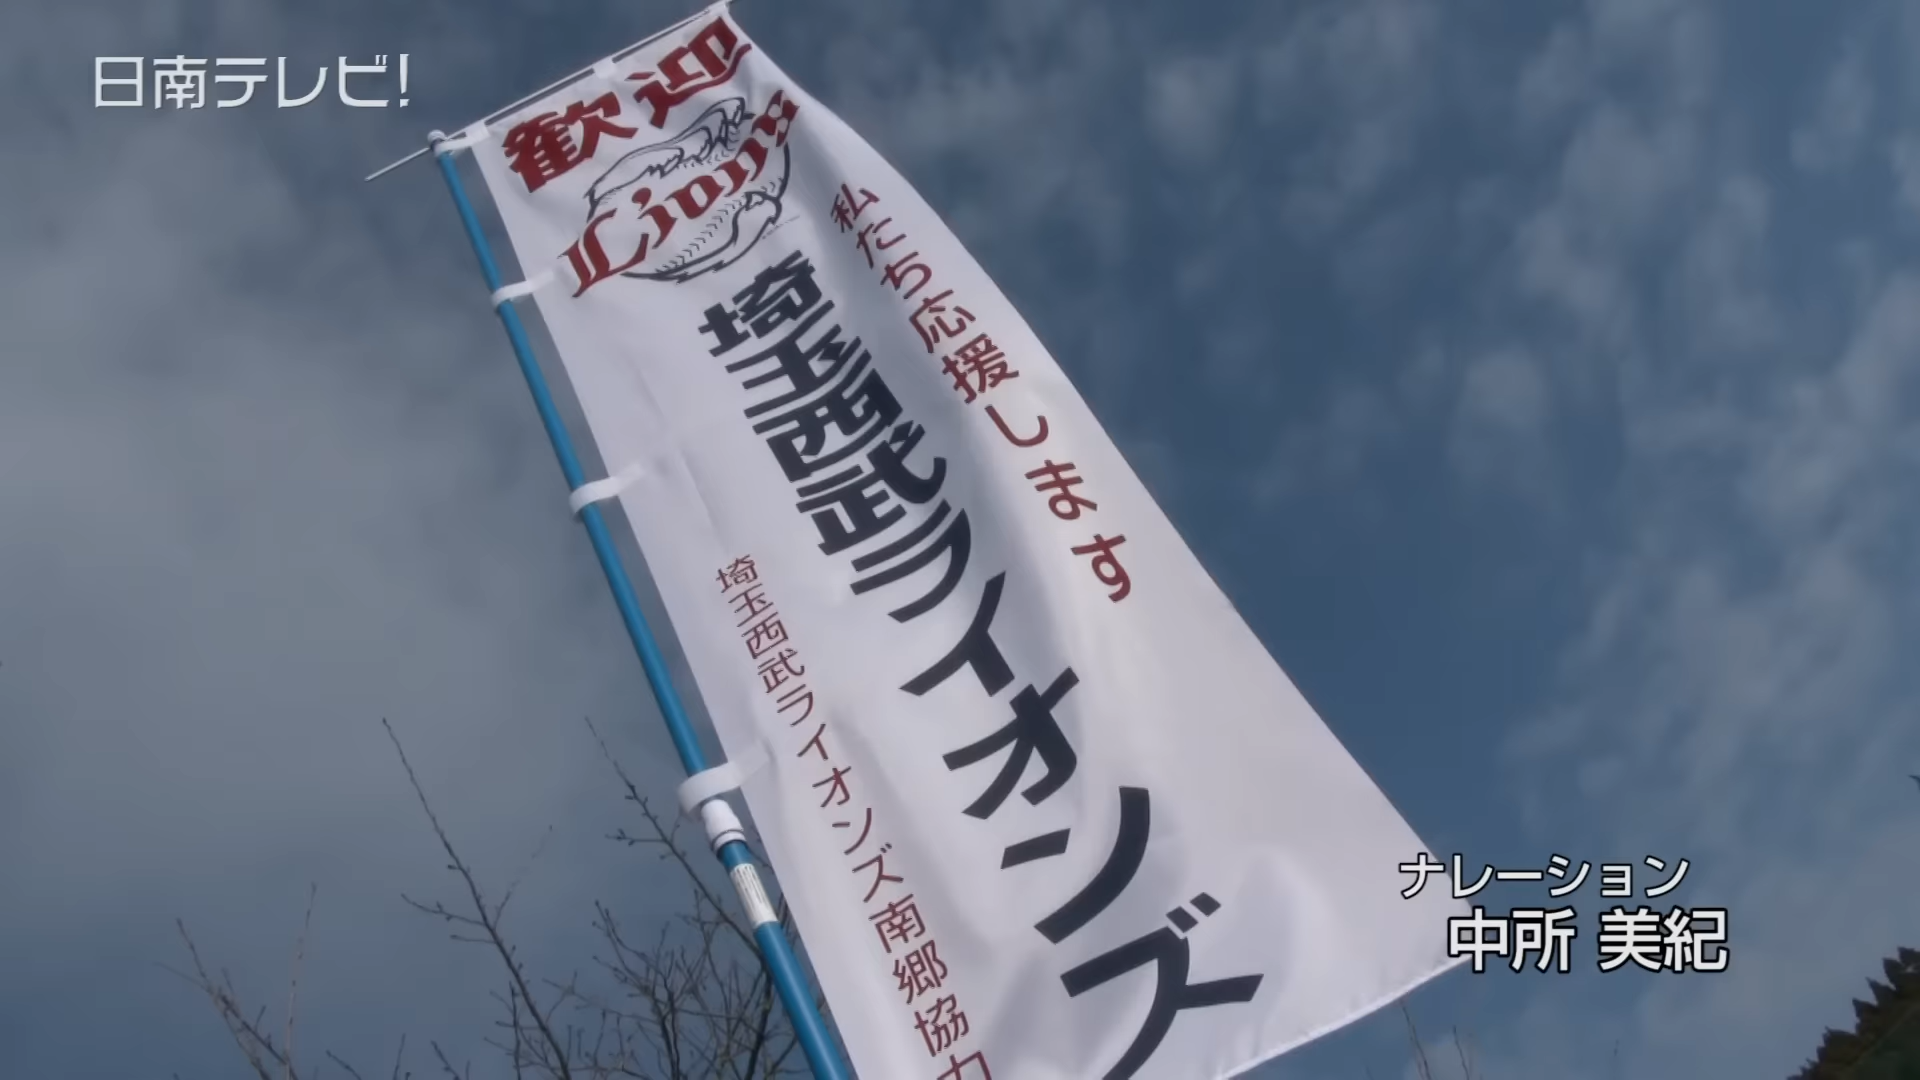 日南テレビ!
歓迎
Lions
私たち応援します
埼玉西武ライオンズ
埼玉西武ライオンズ南郷協力
ナレーション
中所 美紀